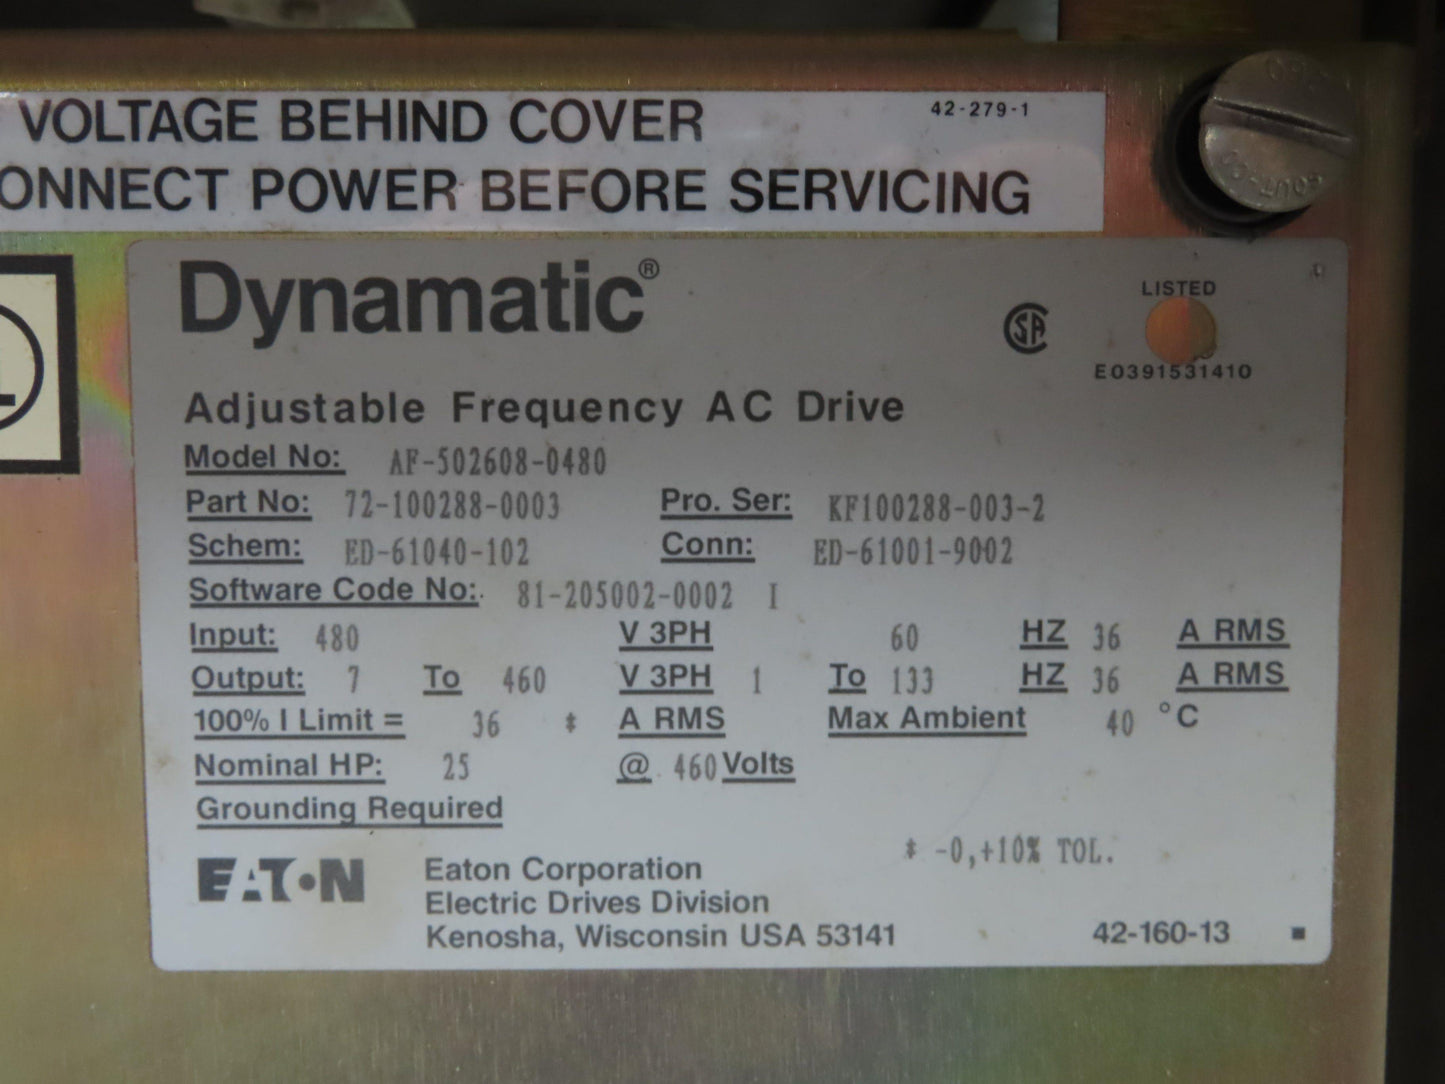 VOLTAGE BEHIND COVER 42-279-1
ONNECT POWER BEFORE SERVICING
Dynamatic®
LISTED
E0391531410
Adjustable Frequency AC Drive
Model No: AF-502608-0480
Part No: 72-100288-0003 Pro. Ser: KF100288-003-2
Schem: ED-61040-102 Conn: ED-61001-9002
Software Code No: 81-205002-0002 I
Input: 480 V 3PH 60 HZ 36 A RMS
Output: 7 To 460 V 3PH 1 To 133 HZ 36 A RMS
100% I Limit = 36 * A RMS Max Ambient 40 °C
Nominal HP: 25 @ 460 Volts
Grounding Required
* -0,+10% TOL.
EATON Eaton Corporation
Electric Drives Division
Kenosha, Wisconsin USA 53141 42-160-13